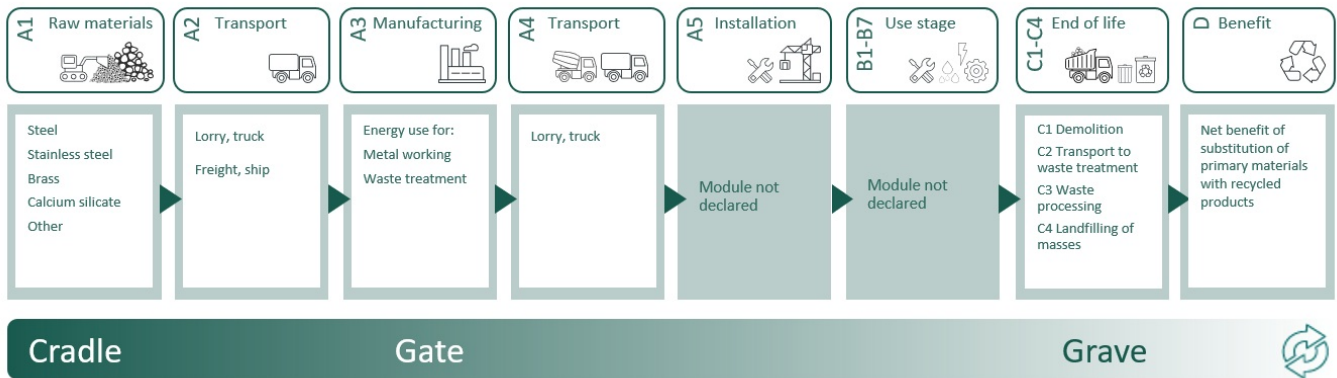 A1 Raw materials
A2 Transport
A3 Manufacturing
A4 Transport
A5 Installation
B1-B7 Use stage
C1-C4 End of life
D Benefit
Steel
Stainless steel
Brass
Calcium silicate
Other
Lorry, truck
Freight, ship
Energy use for:
Metal working
Waste treatment
Lorry, truck
Module not
declared
Module not
declared
C1 Demolition
C2 Transport to
waste treatment
C3 Waste
processing
C4 Landfilling of
masses
Net benefit of
substitution of
primary materials
with recycled
products
Cradle
Gate
Grave